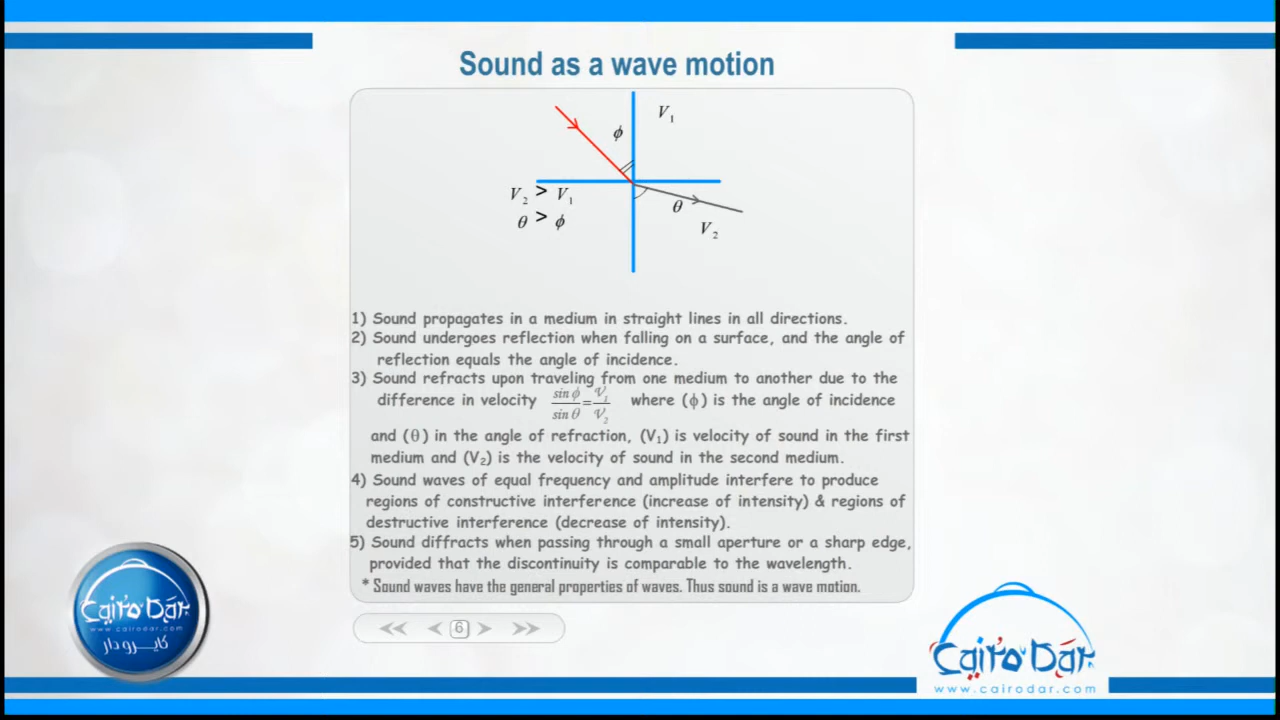 Sound as a wave motion
V₁
ϕ
V₂ > V₁
θ > ϕ
θ
V₂
1) Sound propagates in a medium in straight lines in all directions.
2) Sound undergoes reflection when falling on a surface, and the angle of
reflection equals the angle of incidence.
3) Sound refracts upon traveling from one medium to another due to the
difference in velocity sin ϕ / sin θ = V₁ / V₂ where (ϕ) is the angle of incidence
and (θ) in the angle of refraction, (V₁) is velocity of sound in the first
medium and (V₂) is the velocity of sound in the second medium.
4) Sound waves of equal frequency and amplitude interfere to produce
regions of constructive interference (increase of intensity) & regions of
destructive interference (decrease of intensity).
5) Sound diffracts when passing through a small aperture or a sharp edge,
provided that the discontinuity is comparable to the wavelength.
* Sound waves have the general properties of waves. Thus sound is a wave motion.
6
Cairo Dar
www.cairodar.com
كايرو دار
Cairo Dar
www.cairodar.com